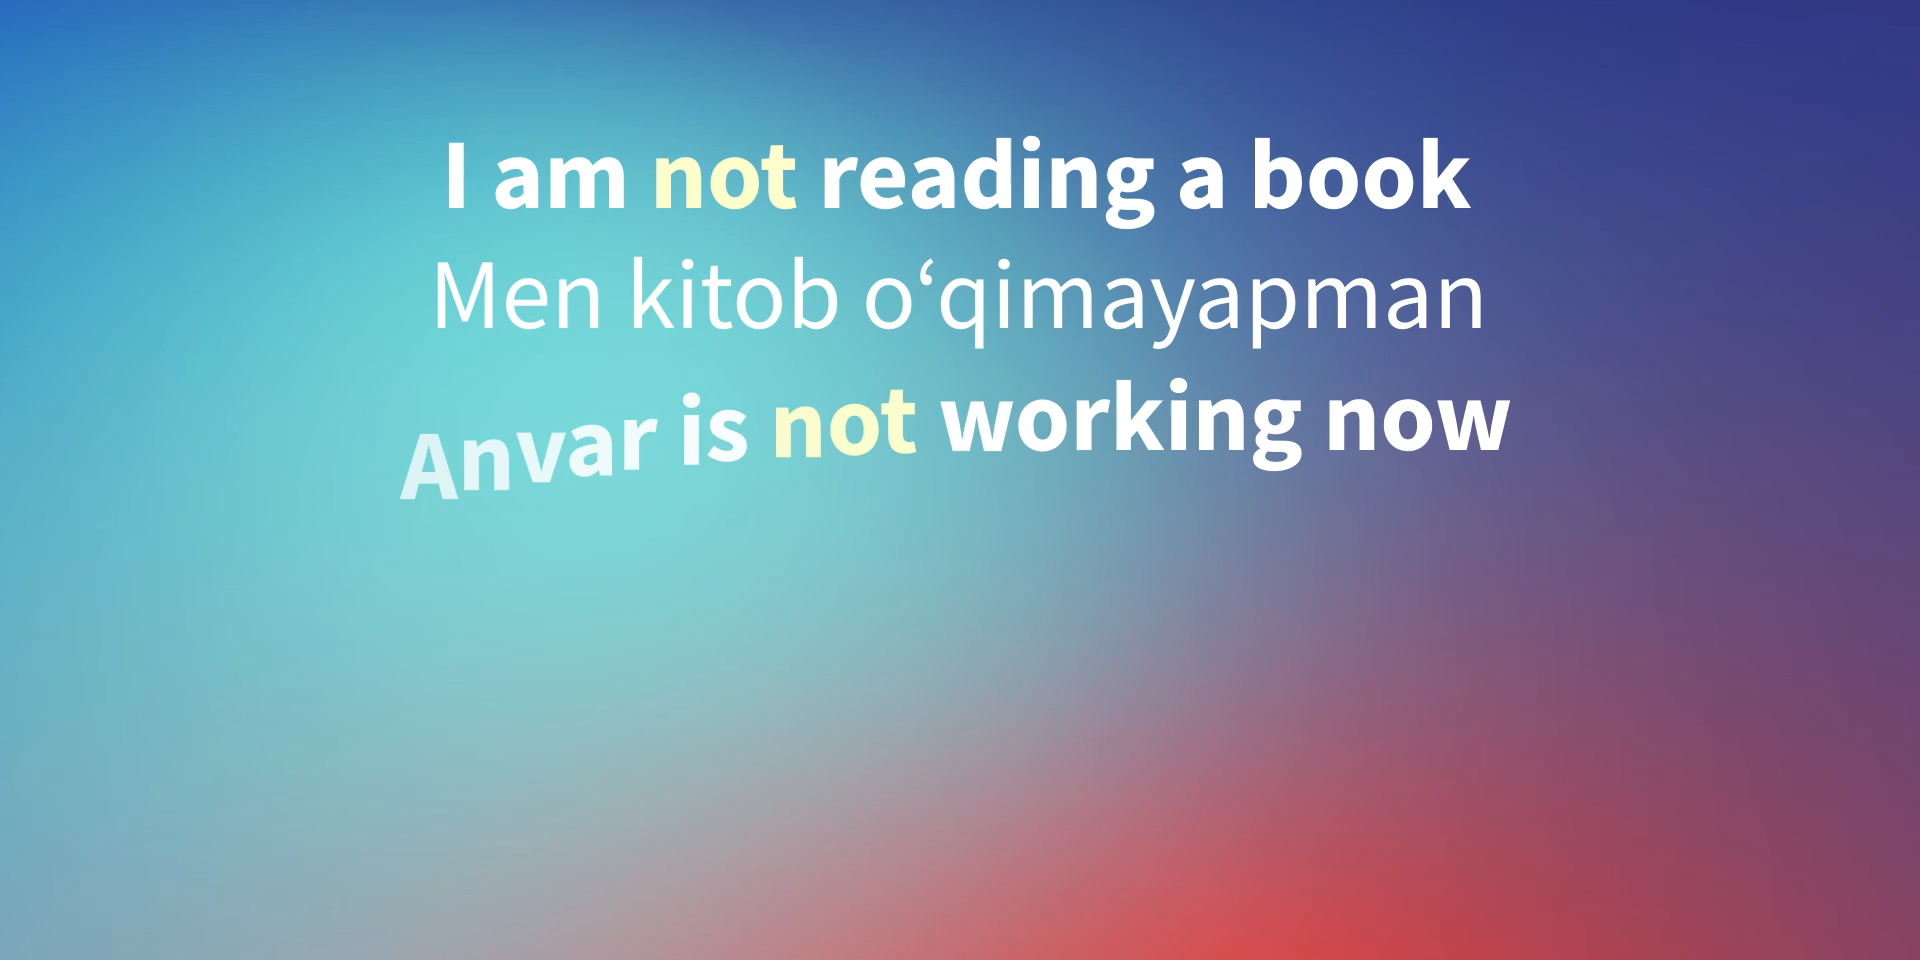 I am not reading a book
Men kitob o‘qimayapman
Anvar is not working now